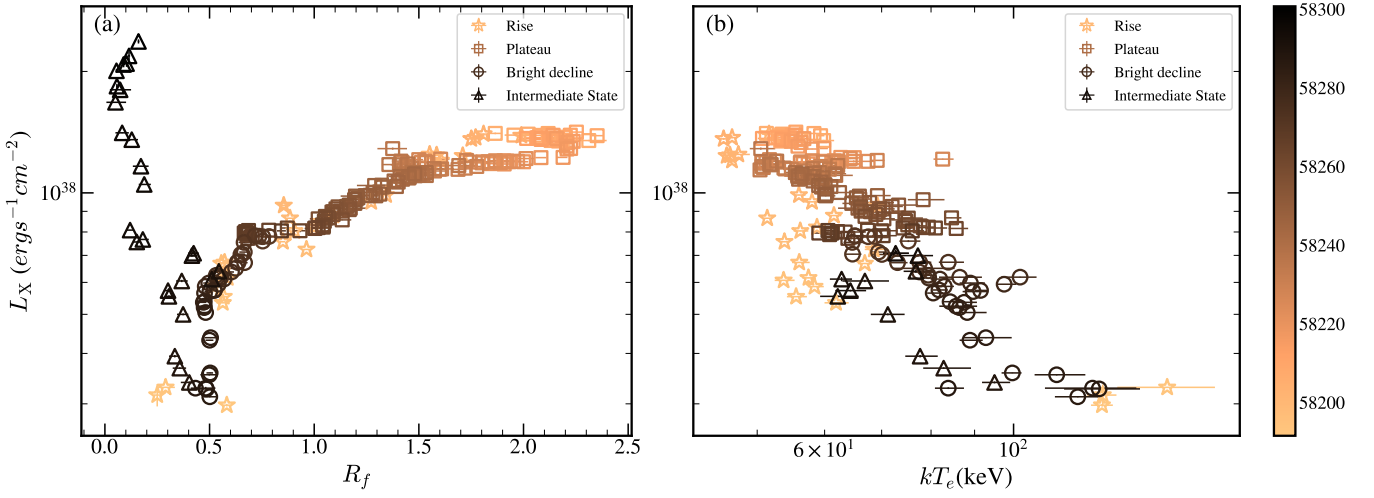 (a)
Rise
Plateau
Bright decline
Intermediate State
10^38
L_X (ergs^−1 cm^−2)
0.0 0.5 1.0 1.5 2.0 2.5
R_f
(b)
Rise
Plateau
Bright decline
Intermediate State
10^38
6 × 10^1 10^2
kT_e(keV)
58300
58280
58260
58240
58220
58200